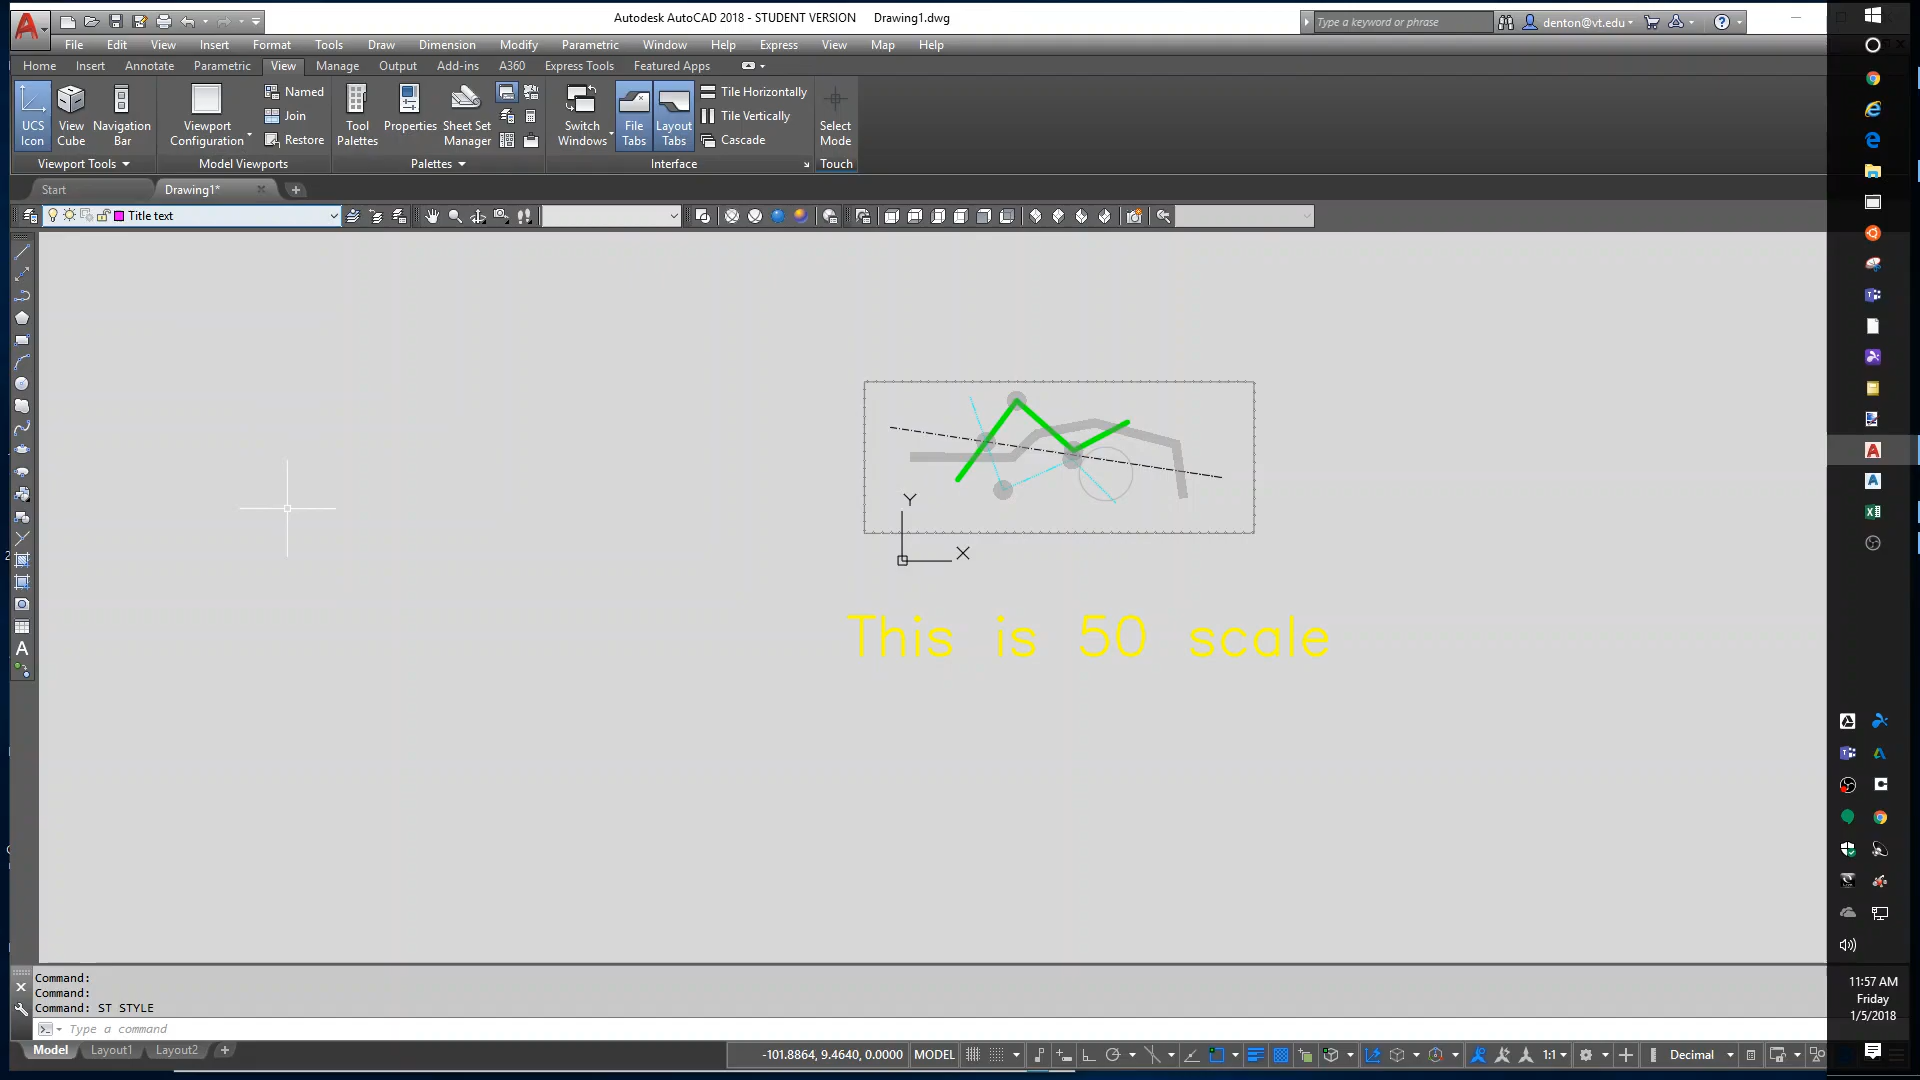 Autodesk AutoCAD 2018 - STUDENT VERSION Drawing1.dwg
Type a keyword or phrase
denton@vt.edu
File Edit View Insert Format Tools Draw Dimension Modify Parametric Window Help Express View Map Help
Home Insert Annotate Parametric View Manage Output Add-ins A360 Express Tools Featured Apps
UCS Icon
View Cube
Navigation Bar
Viewport Configuration
Named
Join
Restore
Tool Palettes
Properties
Sheet Set Manager
Switch Windows
File Tabs
Layout Tabs
Tile Horizontally
Tile Vertically
Cascade
Select Mode
Viewport Tools
Model Viewports
Palettes
Interface
Touch
Start
Drawing1*
Title text
Y
X
This is 50 scale
Command:
Command:
Command: ST STYLE
Type a command
Model Layout1 Layout2
-101.8864, 9.4640, 0.0000 MODEL
1:1
Decimal
11:57 AM
Friday
1/5/2018